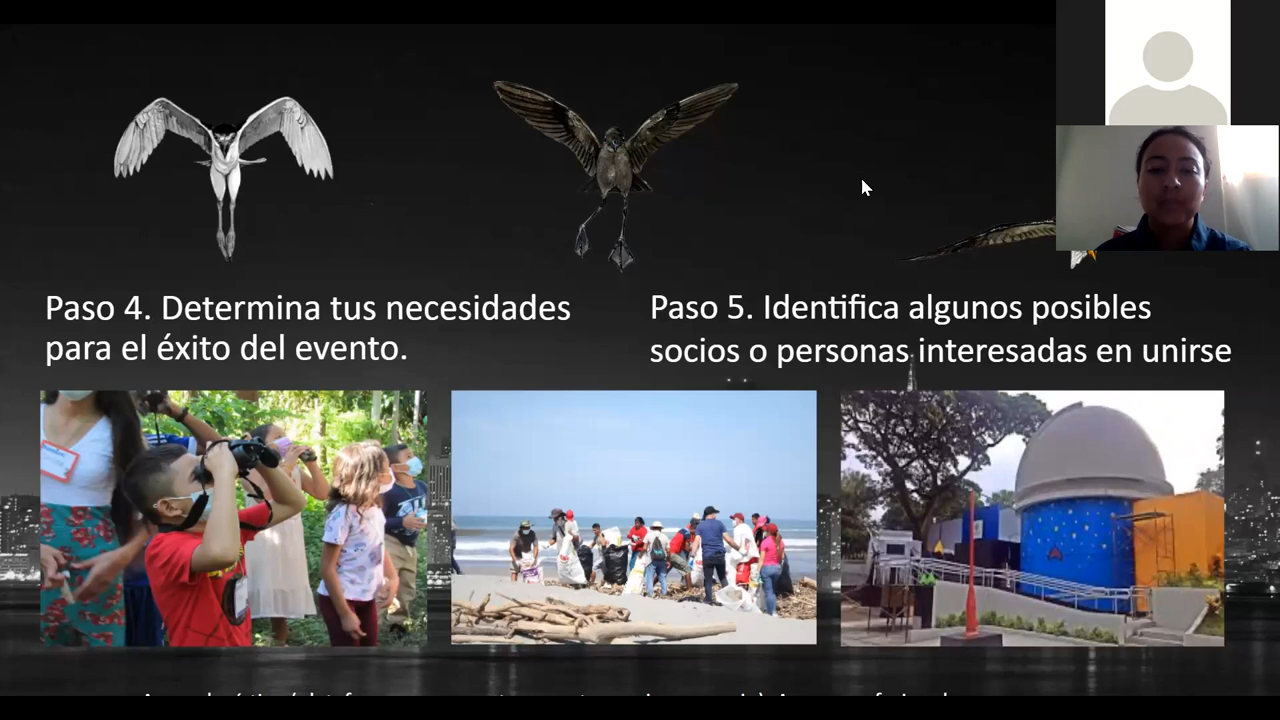 Paso 4. Determina tus necesidades
para el éxito del evento.
Paso 5. Identifica algunos posibles
socios o personas interesadas en unirse